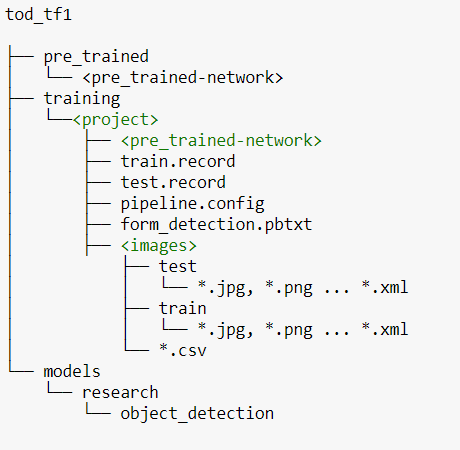 tod_tf1
├── pre_trained
│   └── <pre_trained-network>
├── training
│   └──<project>
│       ├── <pre_trained-network>
│       ├── train.record
│       ├── test.record
│       ├── pipeline.config
│       ├── form_detection.pbtxt
│       ├── <images>
│           ├── test
│           │   └── *.jpg, *.png ... *.xml
│           ├── train
│           │   └── *.jpg, *.png ... *.xml
│           └── *.csv
└── models
    └── research
        └── object_detection